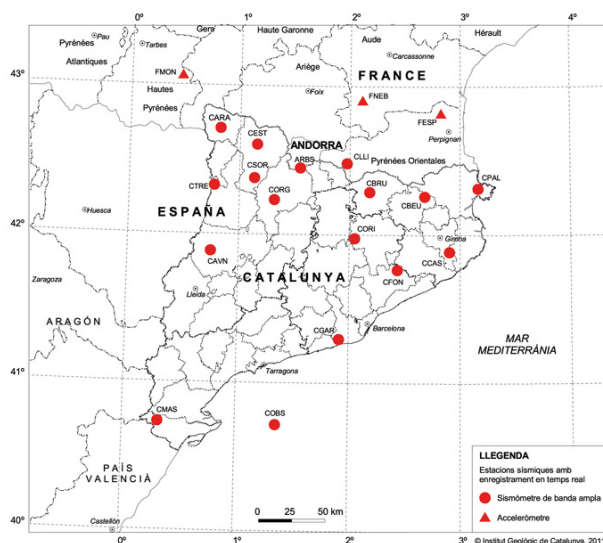 0°
1°
2°
3°
4°
Pau
Pyrénées
Tarbes
Gers
Haute Garonne
Aude
Hérault
Carcassonne
Atlantiques
43°
FMON
Ariège
FRANCE
43°
Hautes
Foix
FNEB
Pyrénées
FESP
CARA
Perpignan
CEST
ANDORRA
ARBS
CLLI
Pyrénées Orientales
CSOR
CTRE
CORG
CBRU
CPAL
CBEU
Huesca
ESPAÑA
42°
42°
CORI
Girona
CAVN
CCAS
CATALUNYA
CFON
Lleida
Zaragoza
ARAGÓN
CGAR
Barcelona
MAR
MEDITERRÀNIA
41°
41°
Tarragona
CMAS
COBS
PAÍS
VALENCIÀ
LLEGENDA
Estacions sísmiques amb
enregistrament en temps real
Sismòmetre de banda ampla
Acceleròmetre
0 25 50 km
Castellón
40°
0°
1°
2°
3°
© Institut Geològic de Catalunya, 2011